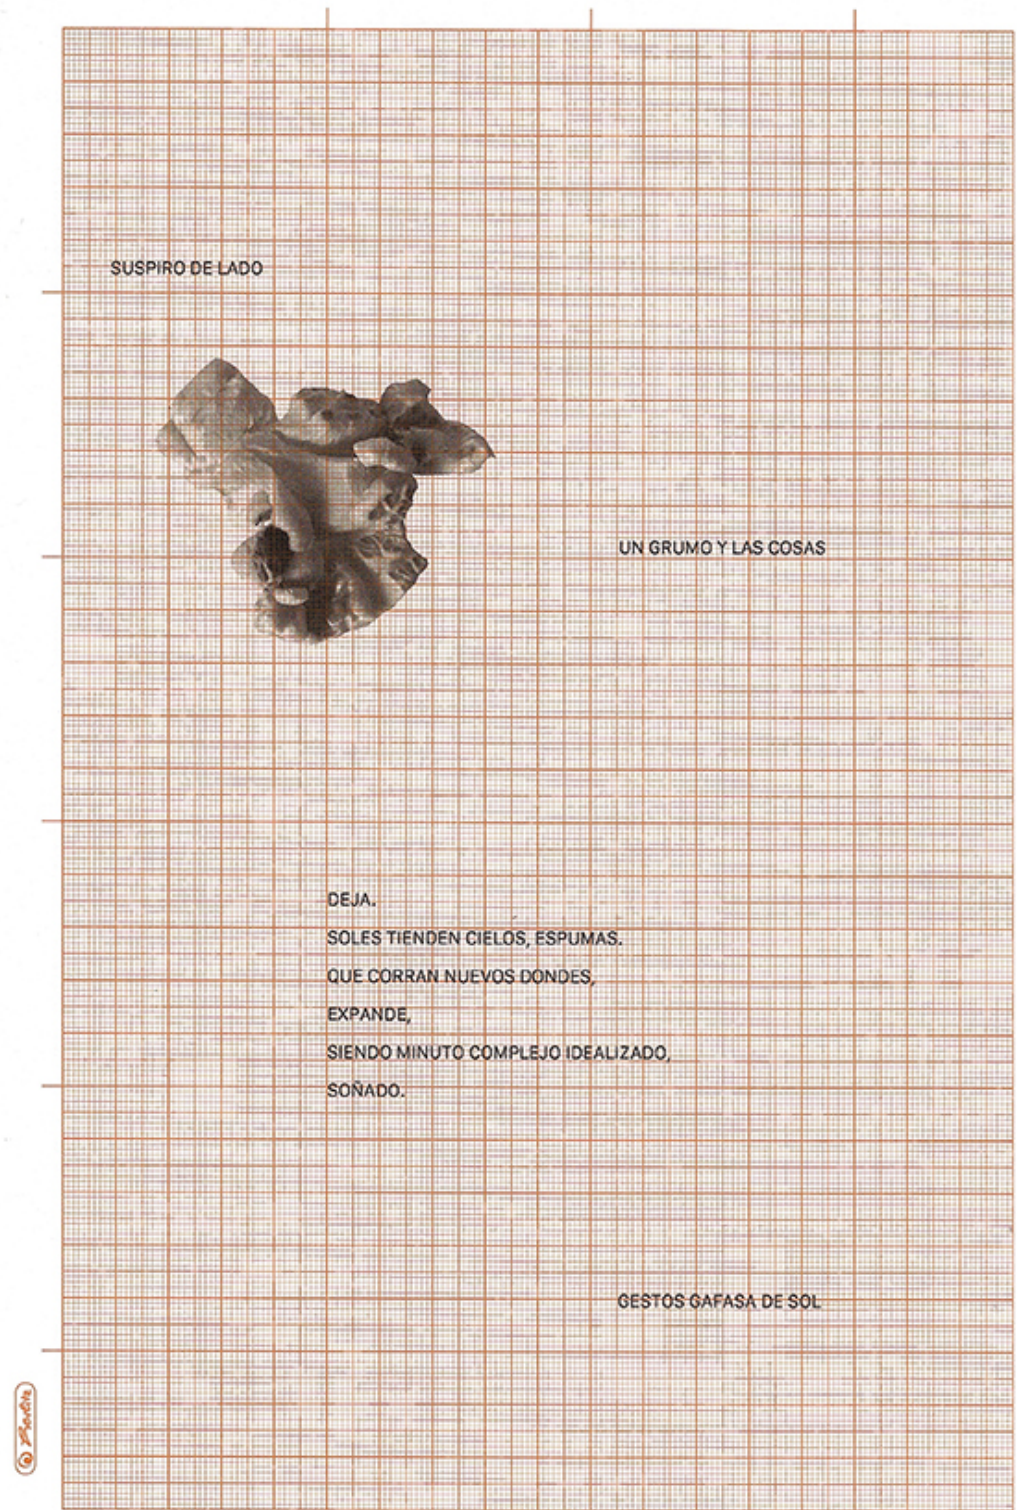 SUSPIRO DE LADO
UN GRUMO Y LAS COSAS
DEJA.
SOLES TIENDEN CIELOS, ESPUMAS.
QUE CORRAN NUEVOS DONDES,
EXPANDE,
SIENDO MINUTO COMPLEJO IDEALIZADO,
SOÑADO.
GESTOS GAFASA DE SOL